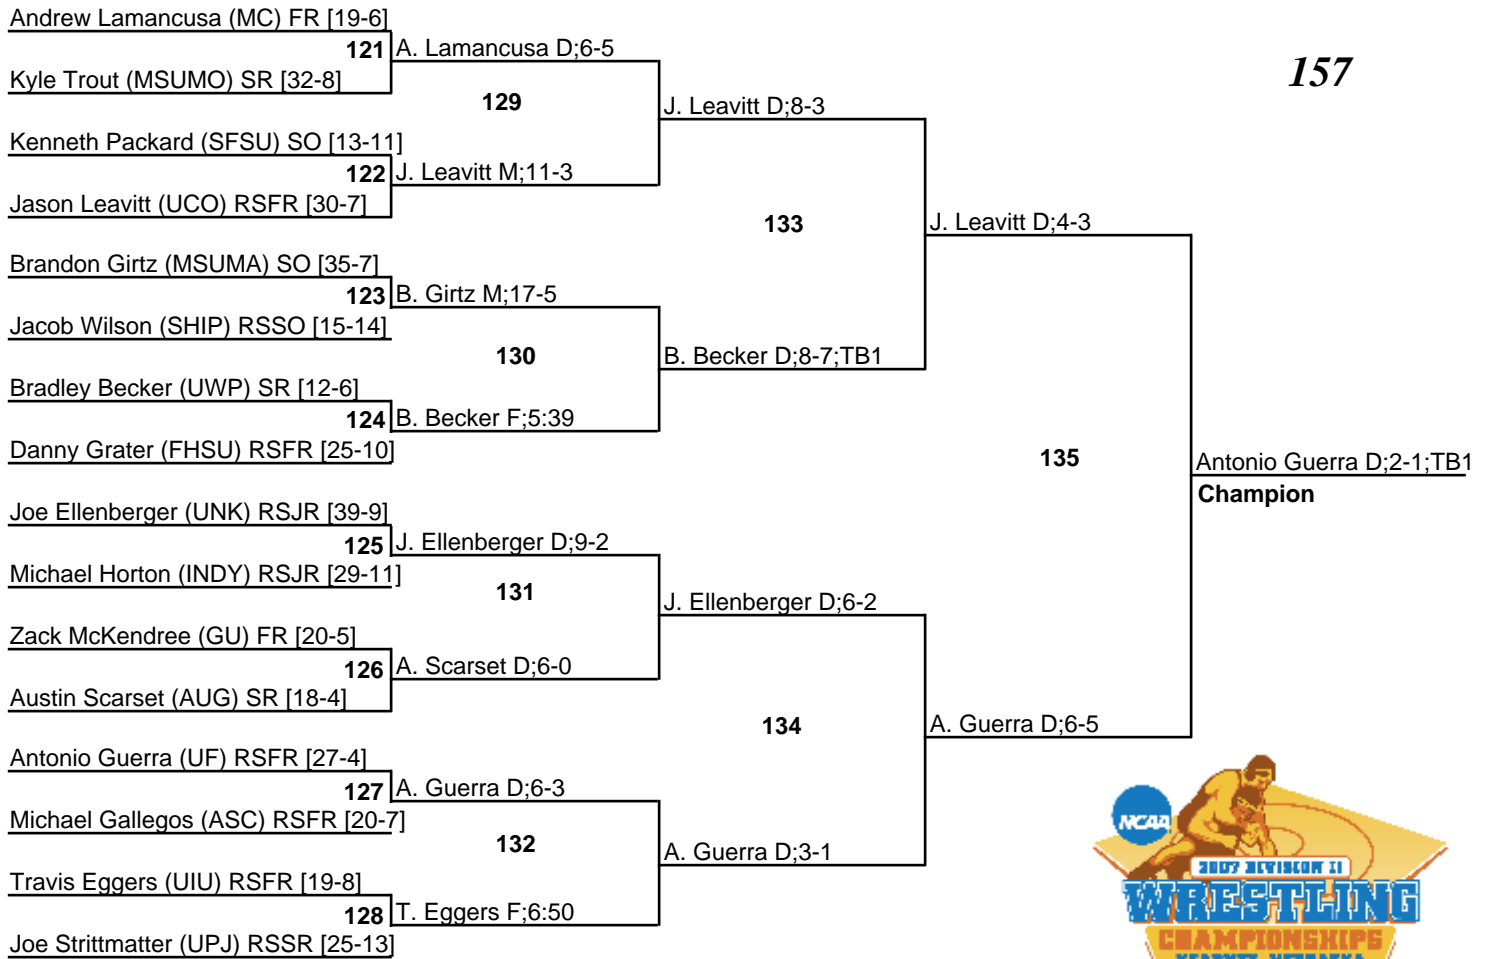 Andrew Lamancusa (MC) FR [19-6]
121 A. Lamancusa D;6-5
Kyle Trout (MSUMO) SR [32-8]
157
129
J. Leavitt D;8-3
Kenneth Packard (SFSU) SO [13-11]
122 J. Leavitt M;11-3
Jason Leavitt (UCO) RSFR [30-7]
133
J. Leavitt D;4-3
Brandon Girtz (MSUMA) SO [35-7]
123 B. Girtz M;17-5
Jacob Wilson (SHIP) RSSO [15-14]
130
B. Becker D;8-7;TB1
Bradley Becker (UWP) SR [12-6]
124 B. Becker F;5:39
Danny Grater (FHSU) RSFR [25-10]
135
Antonio Guerra D;2-1;TB1
Champion
Joe Ellenberger (UNK) RSJR [39-9]
125 J. Ellenberger D;9-2
Michael Horton (INDY) RSJR [29-11]
131
J. Ellenberger D;6-2
Zack McKendree (GU) FR [20-5]
126 A. Scarset D;6-0
Austin Scarset (AUG) SR [18-4]
134
A. Guerra D;6-5
Antonio Guerra (UF) RSFR [27-4]
127 A. Guerra D;6-3
Michael Gallegos (ASC) RSFR [20-7]
132
A. Guerra D;3-1
Travis Eggers (UIU) RSFR [19-8]
128 T. Eggers F;6:50
Joe Strittmatter (UPJ) RSSR [25-13]
NCAA
2007 DIVISION II
WRESTLING
CHAMPIONSHIPS